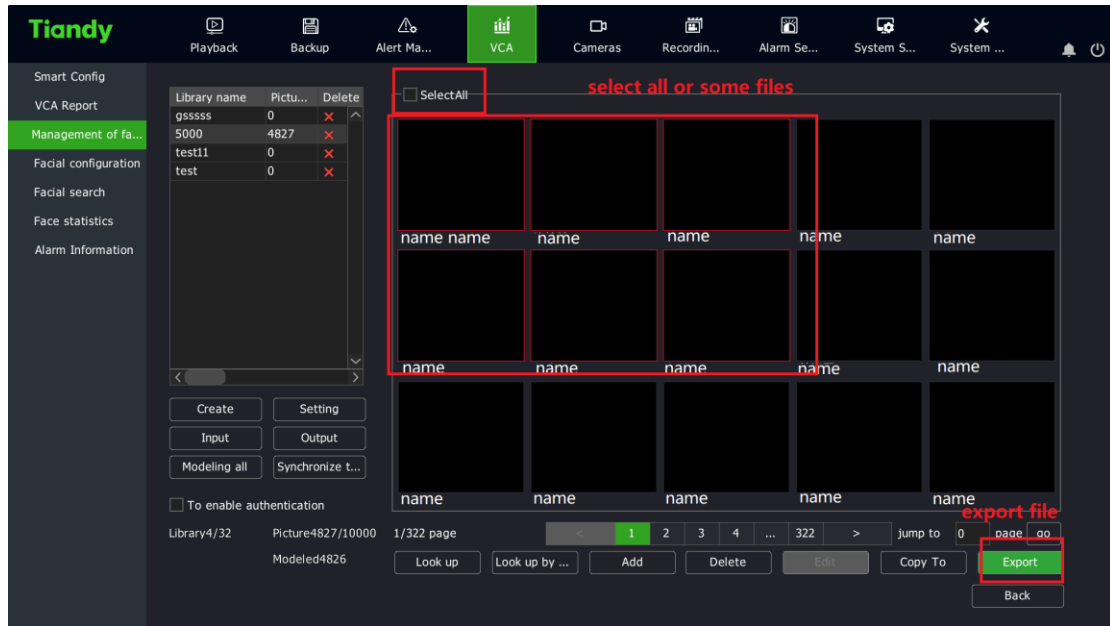 Tiandy
Playback Backup Alert Ma... VCA Cameras Recordin... Alarm Se... System S... System ...
Smart Config
VCA Report
Management of fa...
Facial configuration
Facial search
Face statistics
Alarm Information
Library name Pictu... Delete
gsssss 0
5000 4827
test11 0
test 0
SelectAll
select all or some files
name name name name name name
name name name name name
name name name name name
Create Setting
Input Output
Modeling all Synchronize t...
To enable authentication
Library4/32 Picture4827/10000
Modeled4826
export file
1/322 page < 1 2 3 4 ... 322 > jump to 0 page go
Look up Look up by ... Add Delete Edit Copy To Export
Back